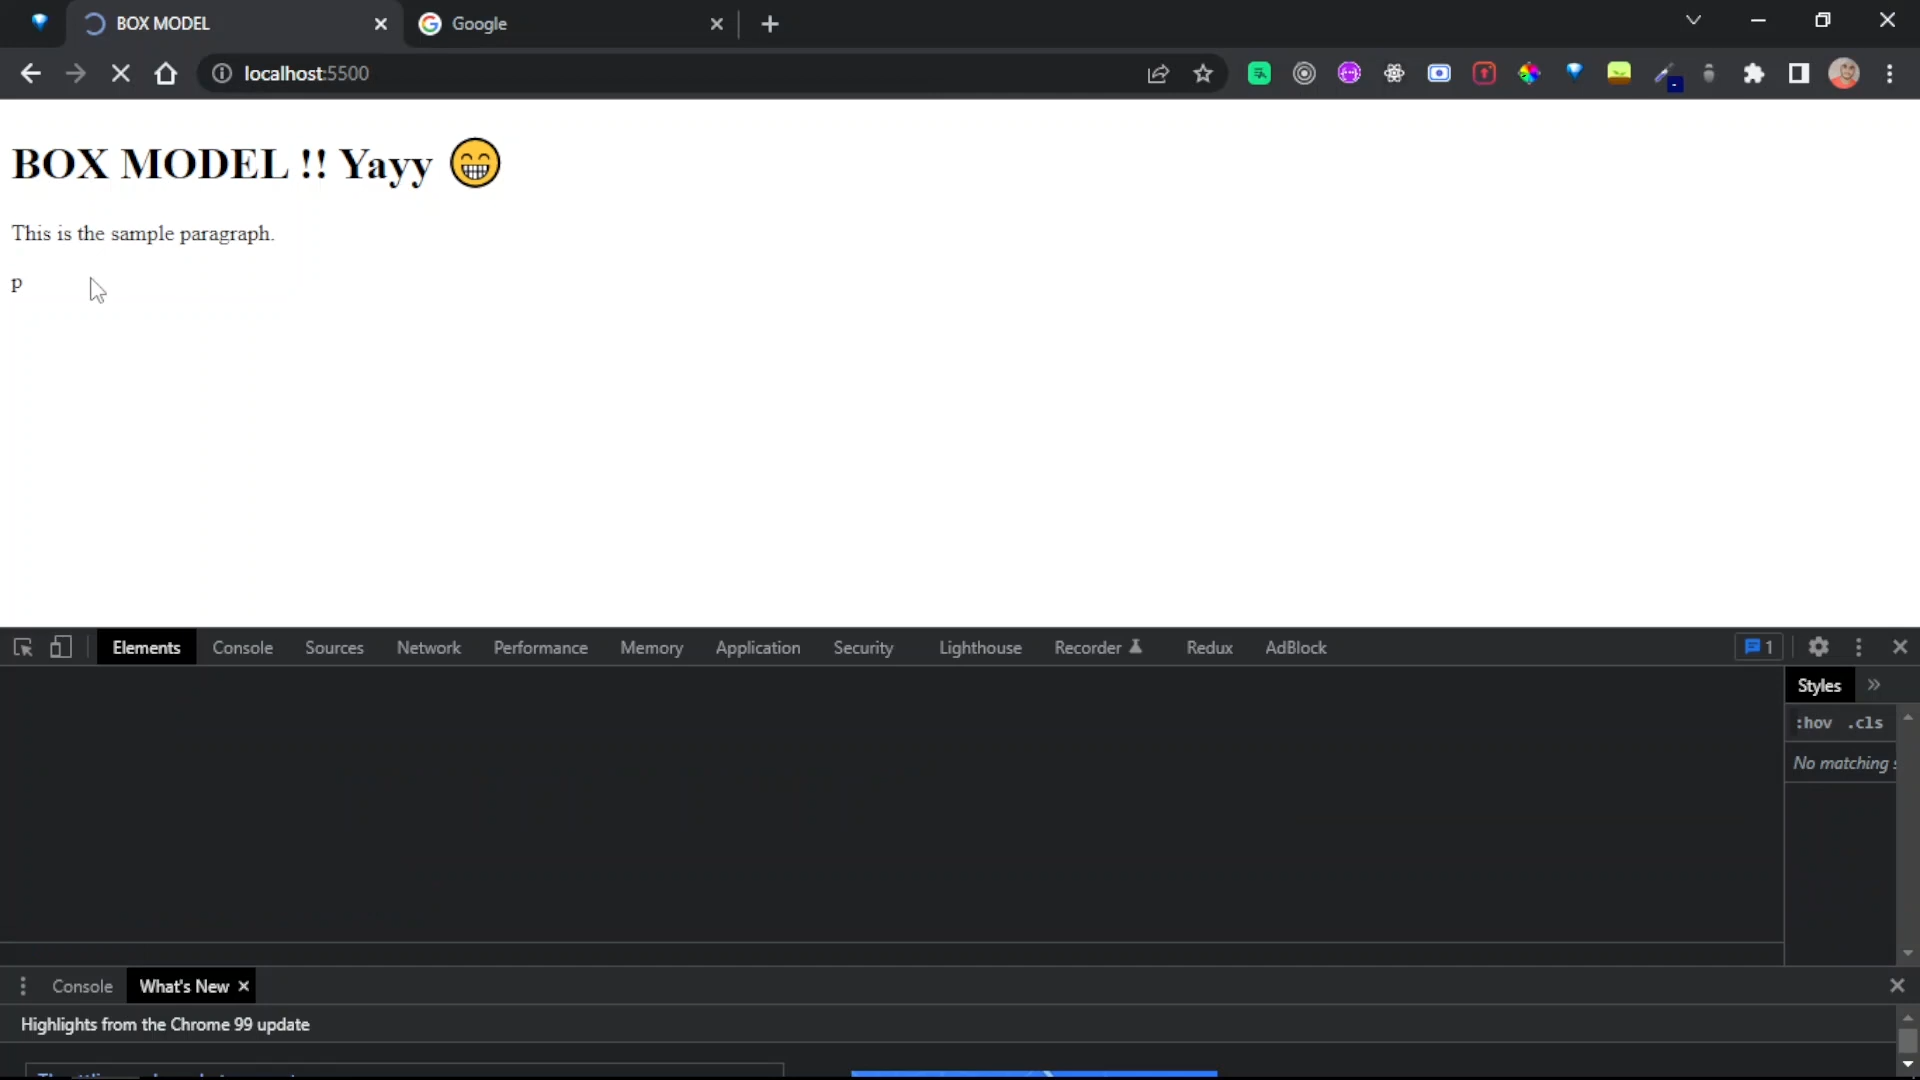 BOX MODEL
Google
localhost:5500
BOX MODEL !! Yayy 😁
This is the sample paragraph.
p
Elements Console Sources Network Performance Memory Application Security Lighthouse Recorder Redux AdBlock 1
Styles
:hov .cls
No matching
Console What's New
Highlights from the Chrome 99 update